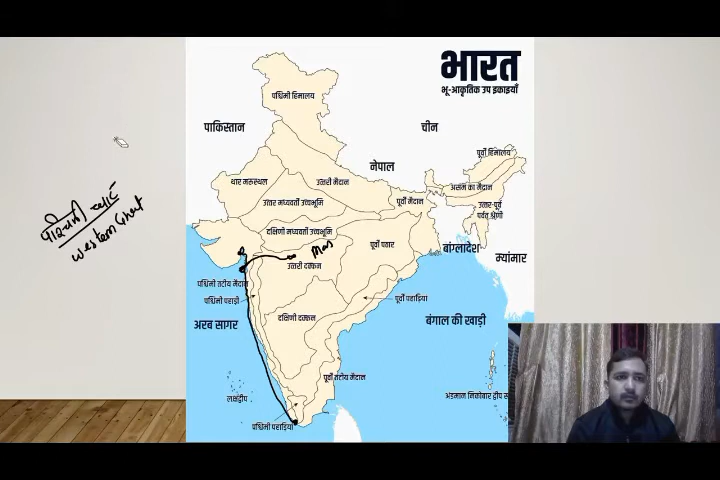 भारत
भू-आकृतिक उप इकाइयाँ
पश्चिमी हिमालय
पाकिस्तान
चीन
नेपाल
पूर्वी हिमालय
थार मरूस्थल
उत्तरी मैदान
असम का मैदान
उत्तर मध्यवर्ती उच्चभूमि
पूर्वी मैदान
उत्तर-पूर्व
पर्वत श्रेणी
दक्षिणी मध्यवर्ती उच्चभूमि
पूर्वी पठार
बांग्लादेश
म्यांमार
उत्तरी दक्कन
पश्चिमी तटीय मैदान
पश्चिमी पहाड़ी
पूर्वी पहाड़ियां
अरब सागर
दक्षिणी दक्कन
बंगाल की खाड़ी
पूर्वी तटीय मैदान
लक्षद्वीप
अंडमान निकोबार द्वीप स
पश्चिमी पहाड़ियां
पश्चिमी घाट
Western Ghat